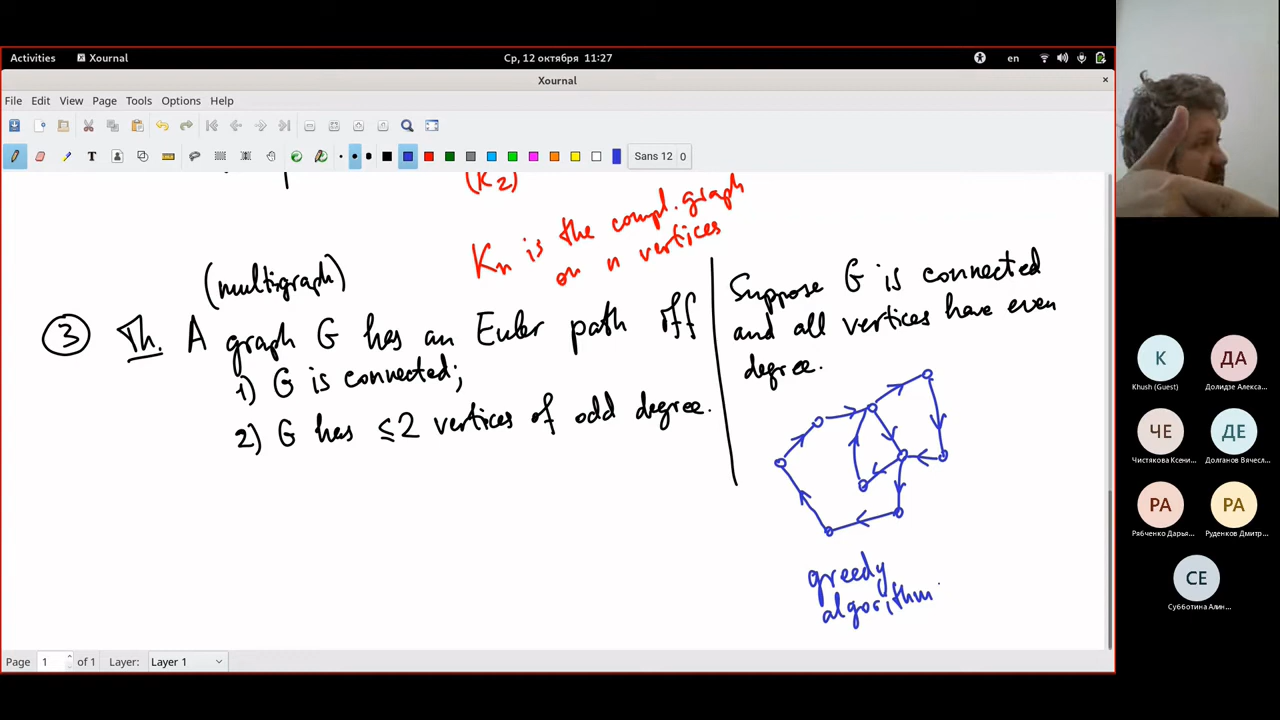 Activities Xournal Ср, 12 октября 11:27 en
Xournal
File Edit View Page Tools Options Help
T Sans 12 0
(K2)
Kn is the compl. graph
on n vertices
(multigraph)
③ Th. A graph G has an Euler path iff
1) G is connected;
2) G has ≤2 vertices of odd degree.
Suppose G is connected
and all vertices have even
degree.
greedy
algorithm
Page 1 of 1 Layer: Layer 1
К ДА
Khush (Guest) Долидзе Алекса...
ЧЕ ДЕ
Чистякова Ксени... Долганов Вячесл...
РА РА
Рябченко Дарья... Руденков Дмитр...
СЕ
Субботина Алин...